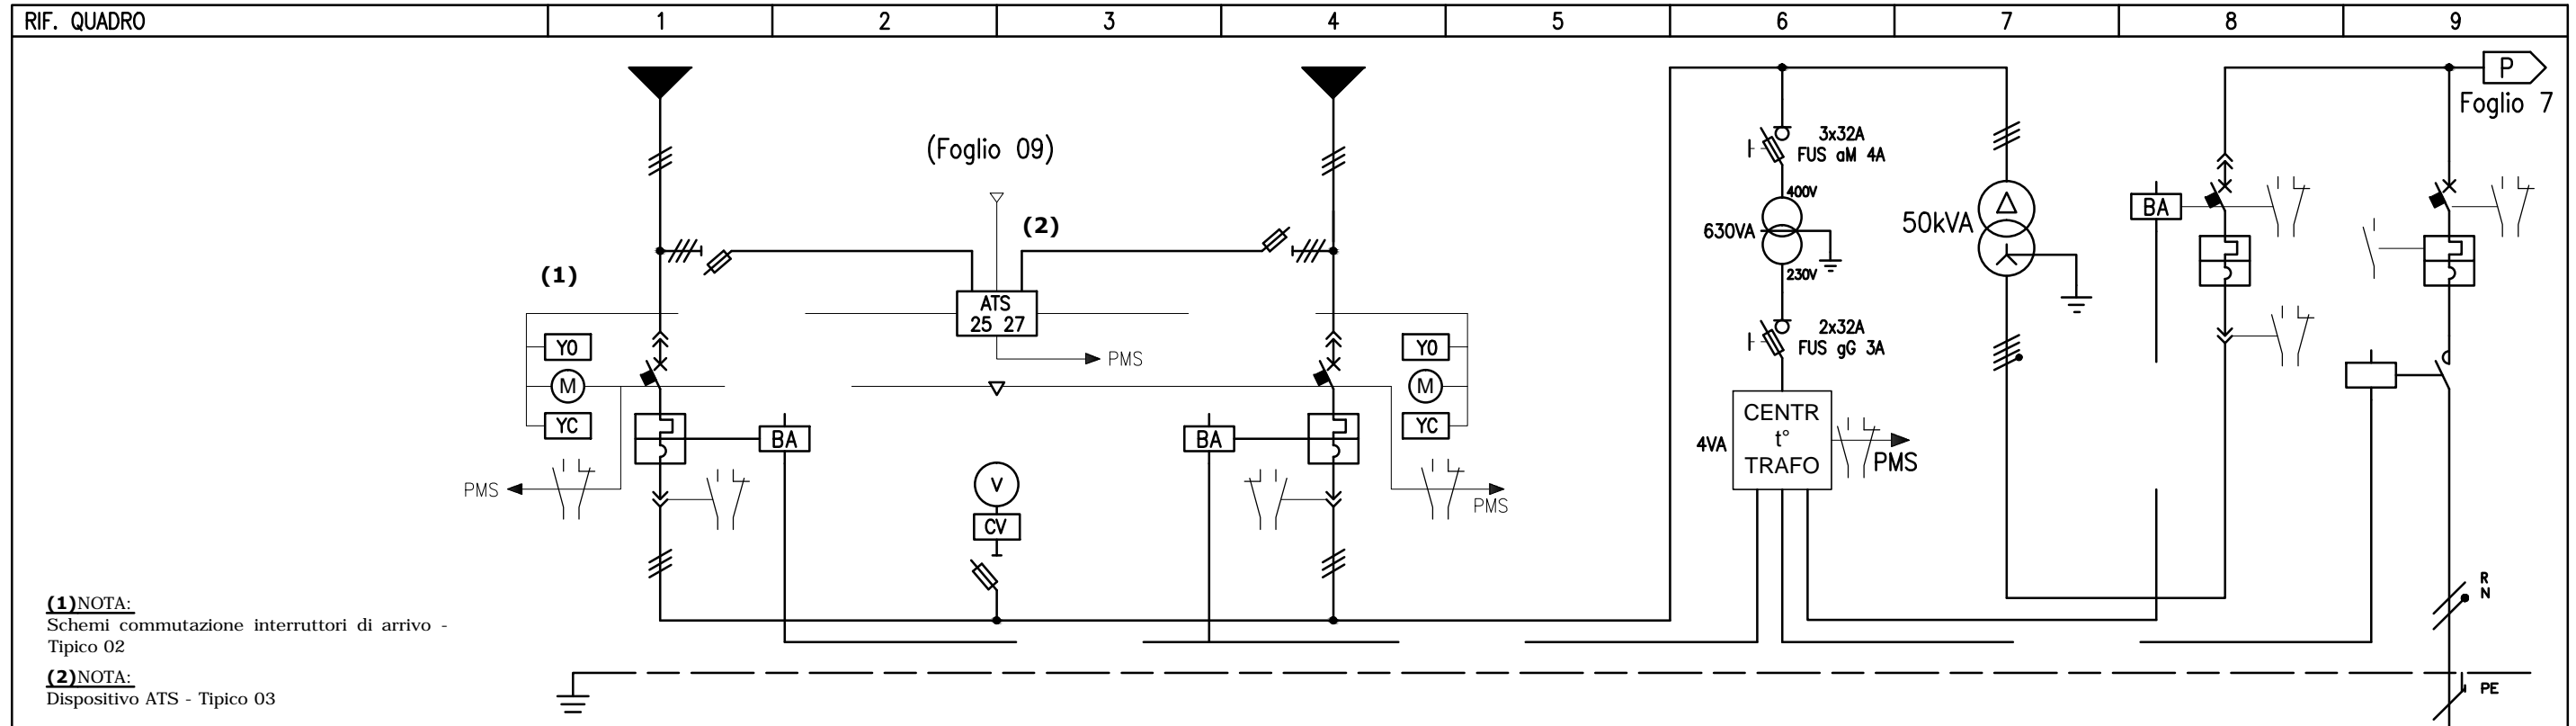 RIF. QUADRO 1 2 3 4 5 6 7 8 9
P
Foglio 7
(Foglio 09)
3x32A
FUS aM 4A
400V
630VA
230V
50kVA
BA
(2)
(1)
ATS
25 27
2x32A
FUS gG 3A
YO
M
YC
PMS
YO
M
YC
BA
BA
CENTR
t°
TRAFO
4VA
PMS
PMS
V
CV
PMS
R
N
(1)NOTA:
Schemi commutazione interruttori di arrivo -
Tipico 02
(2)NOTA:
Dispositivo ATS - Tipico 03
PE